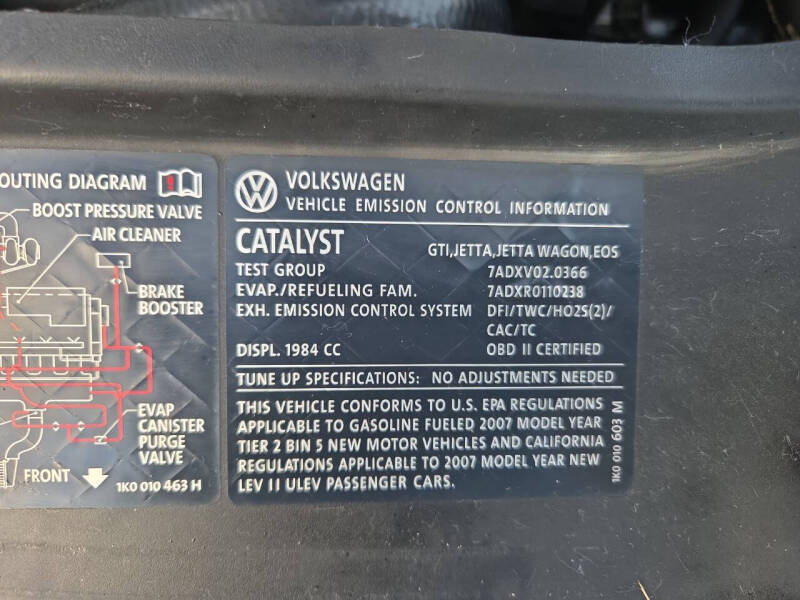 OUTING DIAGRAM
BOOST PRESSURE VALVE
AIR CLEANER
BRAKE
BOOSTER
EVAP
CANISTER
PURGE
VALVE
FRONT
1K0 010 463 H
VW
VOLKSWAGEN
VEHICLE EMISSION CONTROL INFORMATION
CATALYST GTI,JETTA,JETTA WAGON,EOS
TEST GROUP 7ADXV02.0366
EVAP./REFUELING FAM. 7ADXR0110238
EXH. EMISSION CONTROL SYSTEM DFI/TWC/HO2S(2)/
CAC/TC
DISPL. 1984 CC OBD II CERTIFIED
TUNE UP SPECIFICATIONS: NO ADJUSTMENTS NEEDED
THIS VEHICLE CONFORMS TO U.S. EPA REGULATIONS
APPLICABLE TO GASOLINE FUELED 2007 MODEL YEAR
TIER 2 BIN 5 NEW MOTOR VEHICLES AND CALIFORNIA
REGULATIONS APPLICABLE TO 2007 MODEL YEAR NEW
LEV II ULEV PASSENGER CARS.
1K0 010 603 M